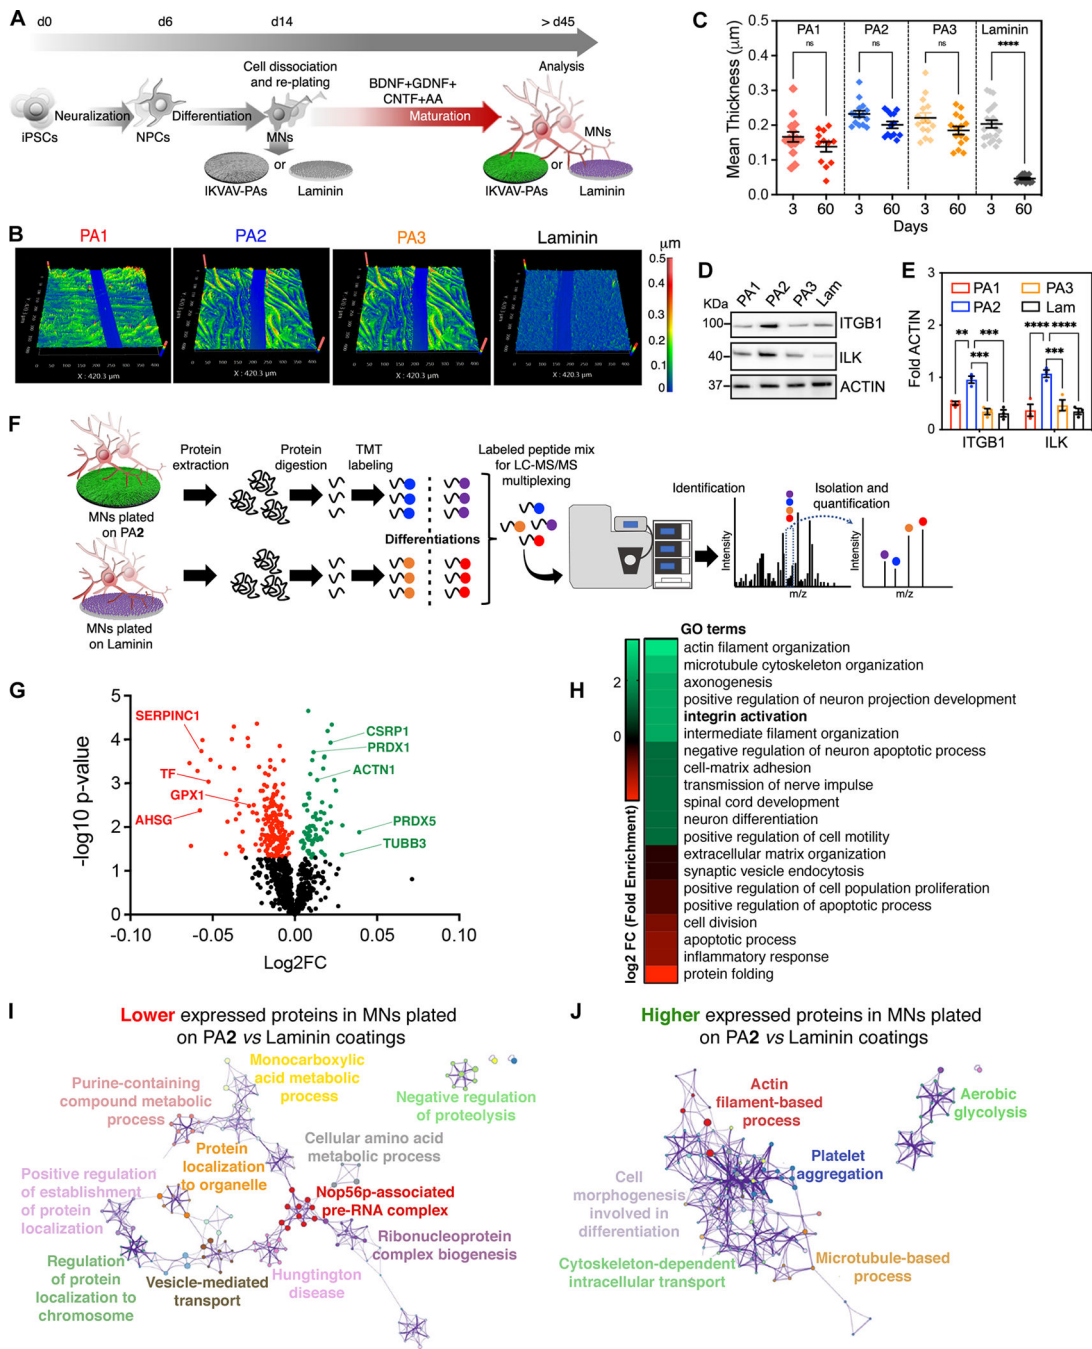 A
d0
d6
d14
> d45
Cell dissociation
and re-plating
BDNF+GDNF+
CNTF+AA
Analysis
Neuralization
Differentiation
Maturation
iPSCs
NPCs
MNs
MNs
or
IKVAV-PAs
Laminin
IKVAV-PAs
Laminin
B
PA1
PA2
PA3
Laminin
μm
0.5
0.4
0.3
0.2
0.1
0
X : 420.3 μm
X : 420.3 μm
X : 420.3 μm
X : 420.3 μm
C
Mean Thickness (μm)
0.5
0.4
0.3
0.2
0.1
0.0
PA1
PA2
PA3
Laminin
ns
ns
ns
****
3
60
3
60
3
60
3
60
Days
D
KDa
PA1
PA2
PA3
Lam
100
ITGB1
40
ILK
37
ACTIN
E
Fold ACTIN
3
2
1
0
PA1
PA3
PA2
Lam
**
***
***
****
****
***
ITGB1
ILK
F
Protein
extraction
Protein
digestion
TMT
labeling
Labeled peptide mix
for LC-MS/MS
multiplexing
Identification
Isolation and
quantification
MNs plated
on PA2
Differentiations
MNs plated
on Laminin
Intensity
m/z
Intensity
m/z
G
-log10 p-value
5
4
3
2
1
0
-0.10
-0.05
0.00
0.05
0.10
Log2FC
SERPINC1
TF
GPX1
AHSG
CSRP1
PRDX1
ACTN1
PRDX5
TUBB3
H
log2 FC (Fold Enrichment)
2
0
GO terms
actin filament organization
microtubule cytoskeleton organization
axonogenesis
positive regulation of neuron projection development
integrin activation
intermediate filament organization
negative regulation of neuron apoptotic process
cell-matrix adhesion
transmission of nerve impulse
spinal cord development
neuron differentiation
positive regulation of cell motility
extracellular matrix organization
synaptic vesicle endocytosis
positive regulation of cell population proliferation
positive regulation of apoptotic process
cell division
apoptotic process
inflammatory response
protein folding
I
Lower expressed proteins in MNs plated
on PA2 vs Laminin coatings
Monocarboxylic
acid metabolic
process
Purine-containing
compound metabolic
process
Negative regulation
of proteolysis
Cellular amino acid
metabolic process
Protein
localization
to organelle
Positive regulation
of establishment
of protein
localization
Nop56p-associated
pre-RNA complex
Ribonucleoprotein
complex biogenesis
Regulation
of protein
localization to
chromosome
Vesicle-mediated
transport
Hungtington
disease
J
Higher expressed proteins in MNs plated
on PA2 vs Laminin coatings
Actin
filament-based
process
Aerobic
glycolysis
Platelet
aggregation
Cell
morphogenesis
involved in
differentiation
Cytoskeleton-dependent
intracellular transport
Microtubule-based
process